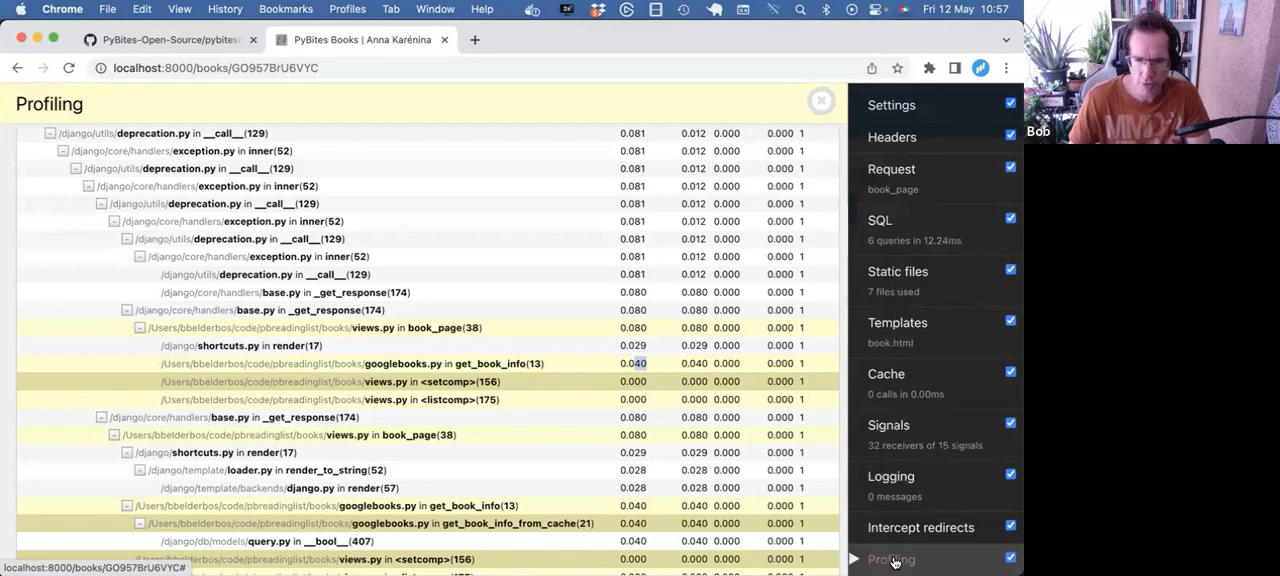 Chrome File Edit View History Bookmarks Profiles Tab Window Help Fri 12 May 10:57
PyBites-Open-Source/pybites
PyBites Books | Anna Karénina
localhost:8000/books/GO957BrU6VYC
Profiling
/django/utils/deprecation.py in __call__(129) 0.081 0.012 0.000 0.000 1
/django/core/handlers/exception.py in inner(52) 0.081 0.012 0.000 0.000 1
/django/utils/deprecation.py in __call__(129) 0.081 0.012 0.000 0.000 1
/django/core/handlers/exception.py in inner(52) 0.081 0.012 0.000 0.000 1
/django/utils/deprecation.py in __call__(129) 0.081 0.012 0.000 0.000 1
/django/core/handlers/exception.py in inner(52) 0.081 0.012 0.000 0.000 1
/django/utils/deprecation.py in __call__(129) 0.081 0.012 0.000 0.000 1
/django/core/handlers/exception.py in inner(52) 0.081 0.012 0.000 0.000 1
/django/utils/deprecation.py in __call__(129) 0.081 0.012 0.000 0.000 1
/django/core/handlers/base.py in _get_response(174) 0.080 0.080 0.000 0.000 1
/django/core/handlers/base.py in _get_response(174) 0.080 0.080 0.000 0.000 1
/Users/bbelderbos/code/pbreadinglist/books/views.py in book_page(38) 0.080 0.080 0.000 0.000 1
/django/shortcuts.py in render(17) 0.029 0.029 0.000 0.000 1
/Users/bbelderbos/code/pbreadinglist/books/googlebooks.py in get_book_info(13) 0.040 0.040 0.000 0.000 1
/Users/bbelderbos/code/pbreadinglist/books/views.py in <setcomp>(156) 0.000 0.000 0.000 0.000 1
/Users/bbelderbos/code/pbreadinglist/books/views.py in <listcomp>(175) 0.000 0.000 0.000 0.000 1
/django/core/handlers/base.py in _get_response(174) 0.080 0.080 0.000 0.000 1
/Users/bbelderbos/code/pbreadinglist/books/views.py in book_page(38) 0.080 0.080 0.000 0.000 1
/django/shortcuts.py in render(17) 0.029 0.029 0.000 0.000 1
/django/template/loader.py in render_to_string(52) 0.028 0.028 0.000 0.000 1
/django/template/backends/django.py in render(57) 0.028 0.028 0.000 0.000 1
/Users/bbelderbos/code/pbreadinglist/books/googlebooks.py in get_book_info(13) 0.040 0.040 0.000 0.000 1
/Users/bbelderbos/code/pbreadinglist/books/googlebooks.py in get_book_info_from_cache(21) 0.040 0.040 0.000 0.000 1
/django/db/models/query.py in __bool__(407) 0.040 0.040 0.000 0.000 1
/Users/bbelderbos/code/pbreadinglist/books/views.py in <setcomp>(156) 0.000 0.000 0.000 0.000 1
localhost:8000/books/GO957BrU6VYC#
Settings
Headers
Request
book_page
SQL
6 queries in 12.24ms
Static files
7 files used
Templates
book.html
Cache
0 calls in 0.00ms
Signals
32 receivers of 15 signals
Logging
0 messages
Intercept redirects
Profiling
Bob